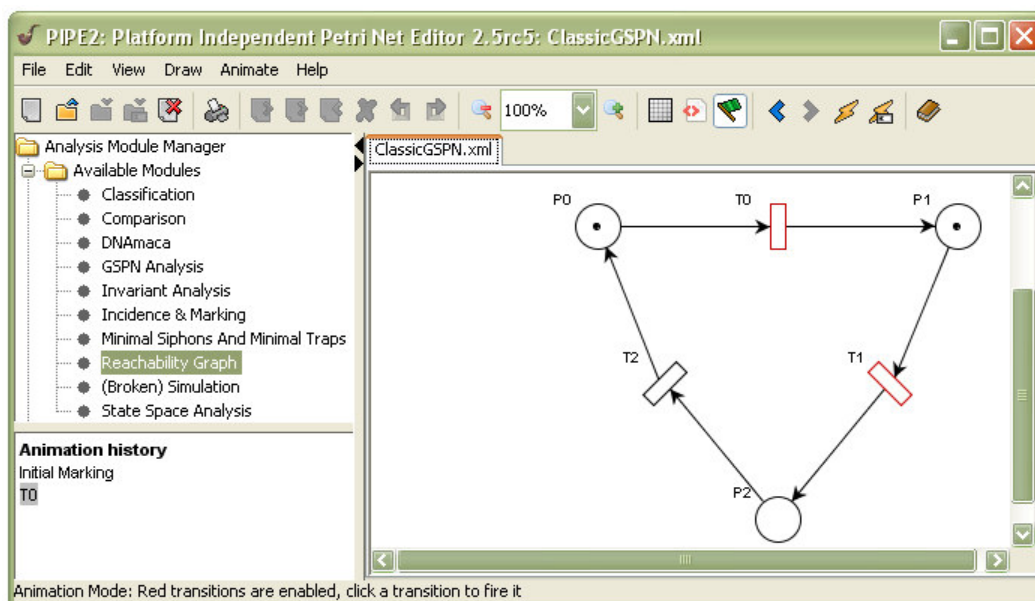 PIPE2: Platform Independent Petri Net Editor 2.5rc5: ClassicGSPN.xml
File Edit View Draw Animate Help
100%
Analysis Module Manager
Available Modules
Classification
Comparison
DNAmaca
GSPN Analysis
Invariant Analysis
Incidence & Marking
Minimal Siphons And Minimal Traps
Reachability Graph
(Broken) Simulation
State Space Analysis
Animation history
Initial Marking
T0
ClassicGSPN.xml
P0 T0 P1
T2 T1
P2
Animation Mode: Red transitions are enabled, click a transition to fire it